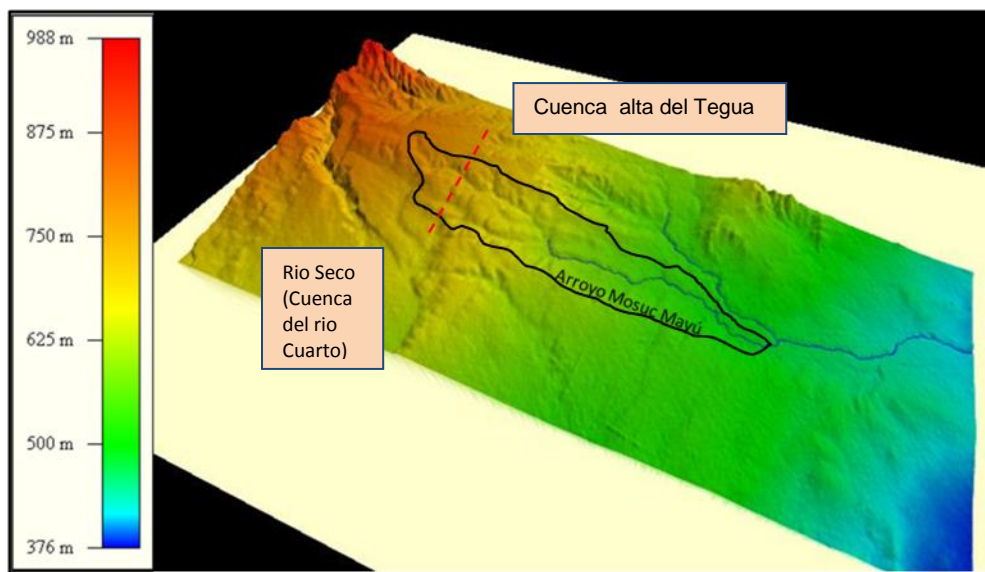 988 m
875 m
750 m
625 m
500 m
376 m
Cuenca alta del Tegua
Rio Seco
(Cuenca
del rio
Cuarto)
Arroyo Mosuc Mayú